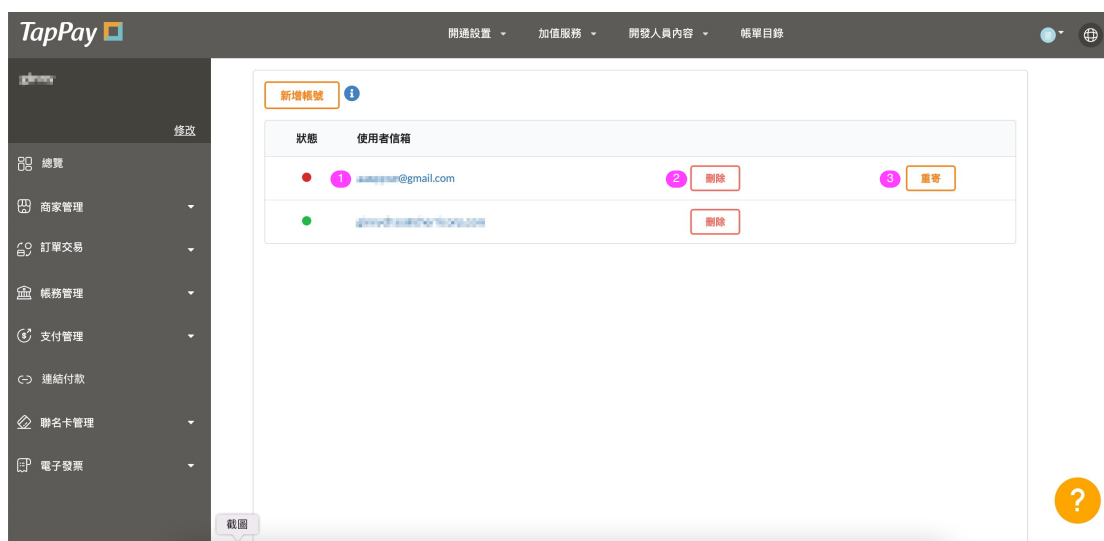 TapPay
開通設置
加值服務
開發人員內容
帳單目錄
修改
總覽
商家管理
訂單交易
帳務管理
支付管理
連結付款
聯名卡管理
電子發票
新增帳號 i
狀態 使用者信箱
1 @gmail.com 2 刪除 3 重寄
刪除
截圖
?